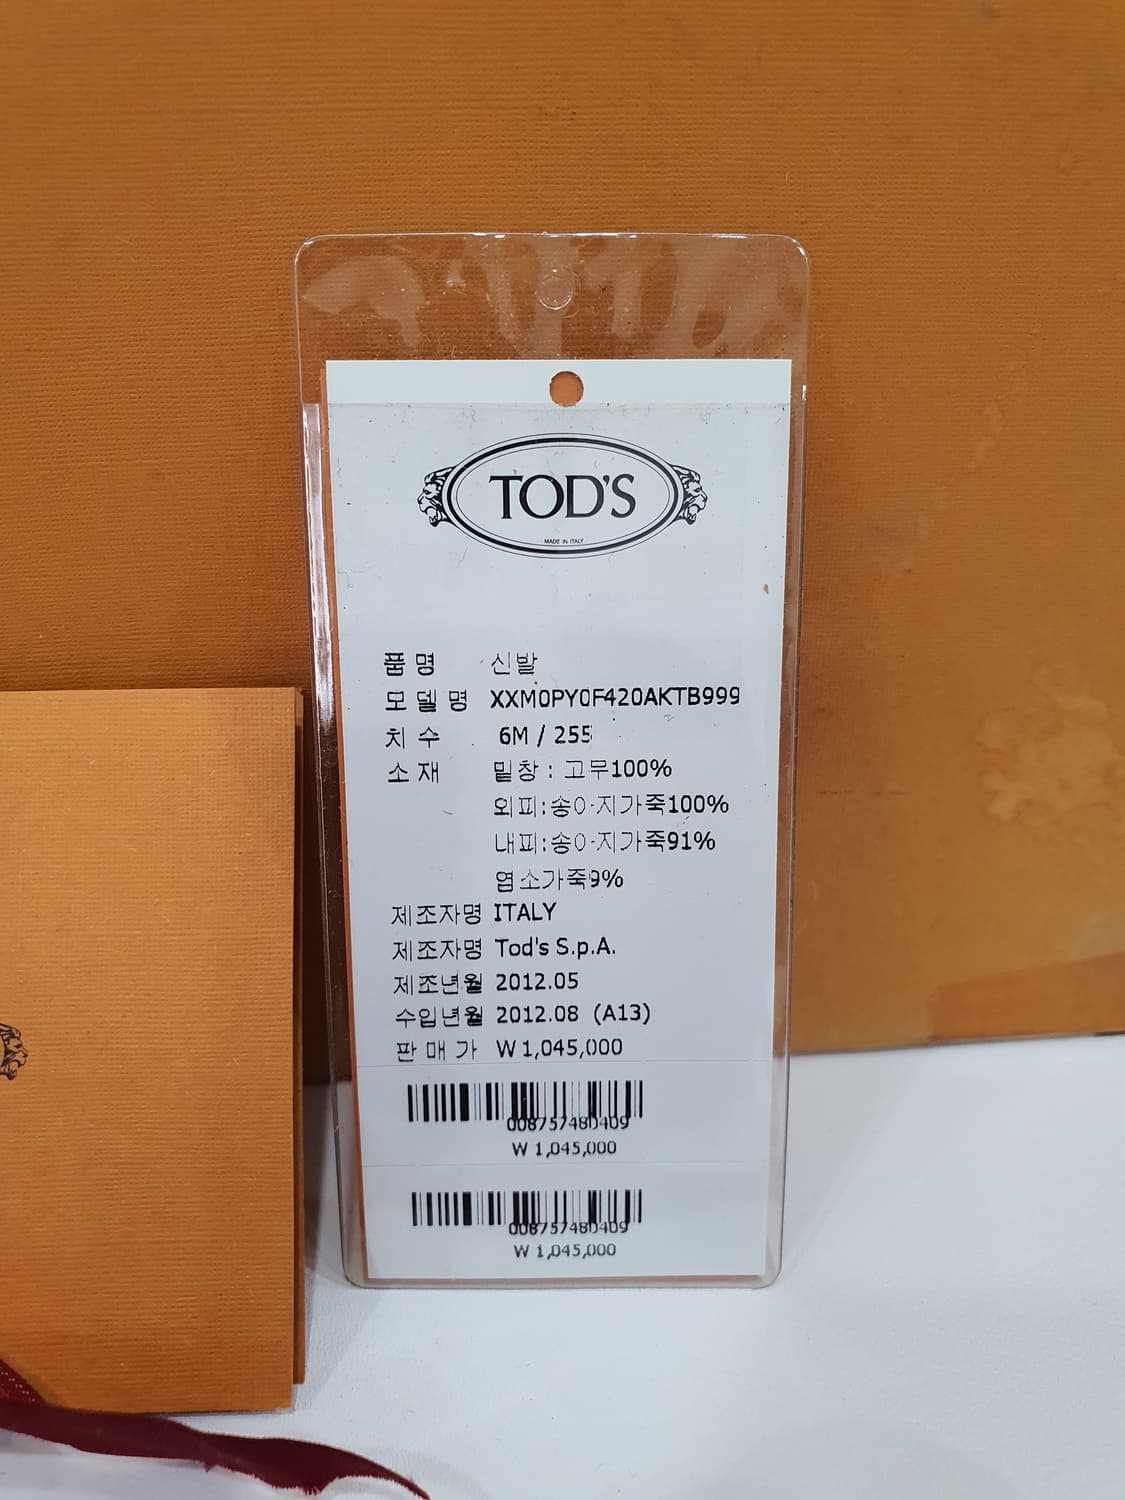 TOD'S
MADE IN ITALY
품 명 신발
모 델 명 XXM0PY0F420AKTB999
치 수 6M / 255
소 재 밑창 : 고무100%
외피:송아지가죽100%
내피:송아지가죽91%
염소가죽9%
제조자명 ITALY
제조자명 Tod's S.p.A.
제조년월 2012.05
수입년월 2012.08 (A13)
판 매 가 ₩ 1,045,000
008757480409
₩ 1,045,000
008757480409
₩ 1,045,000